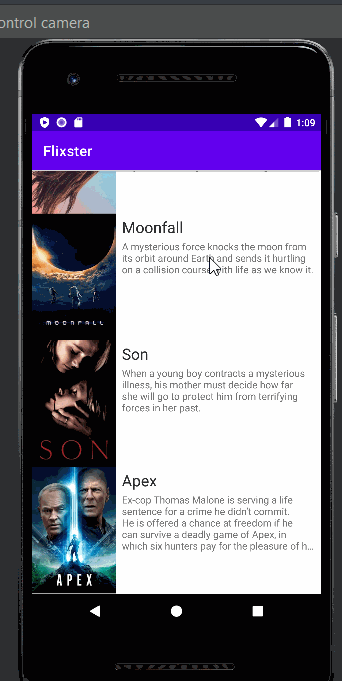 ontrol camera
1:09
Flixster
Moonfall
A mysterious force knocks the moon from
its orbit around Earth and sends it hurtling
on a collision course with life as we know it.
MOONFALL
Son
When a young boy contracts a mysterious
illness, his mother must decide how far
she will go to protect him from terrifying
forces in her past.
SON
Apex
Ex-cop Thomas Malone is serving a life
sentence for a crime he didn't commit.
He is offered a chance at freedom if he
can survive a deadly game of Apex, in
which six hunters pay for the pleasure of h...
APEX